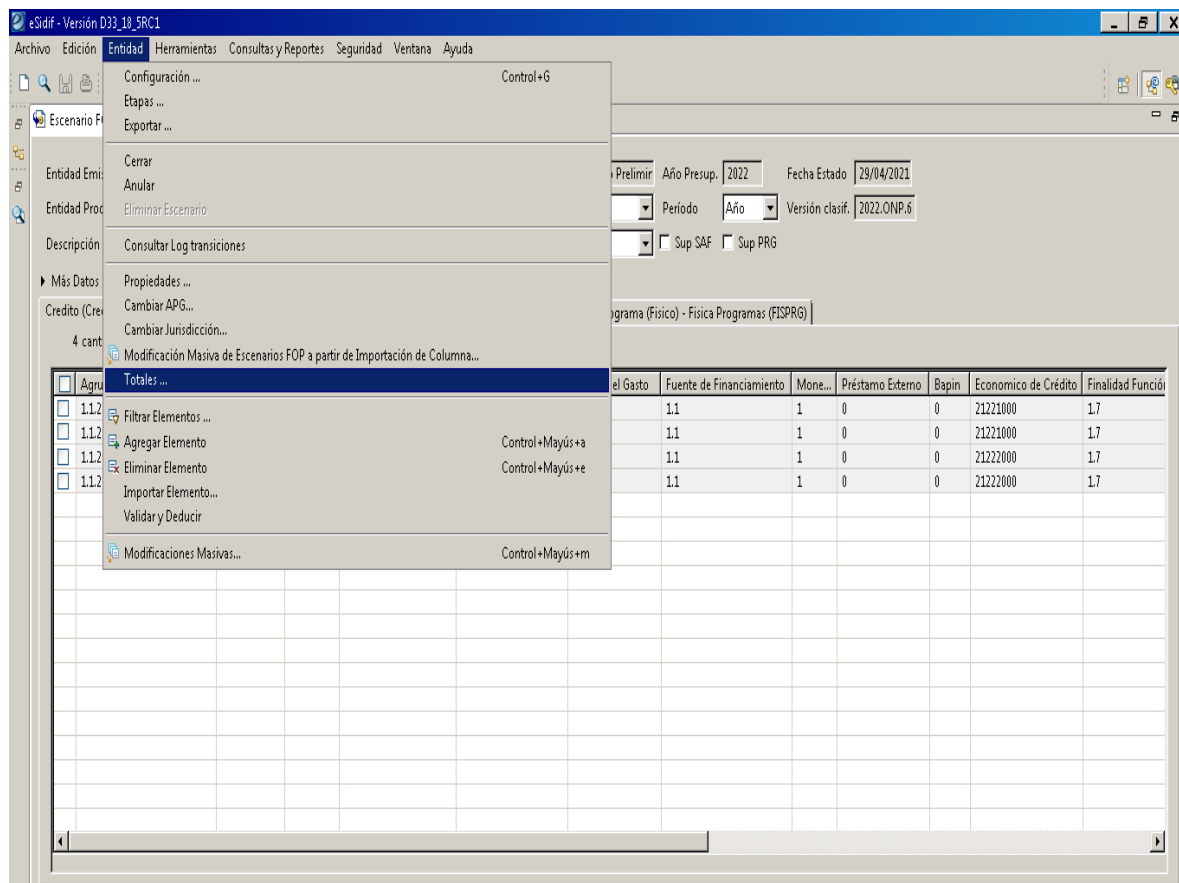 eSidif - Versión D33_18_5RC1
Archivo Edición Entidad Herramientas Consultas y Reportes Seguridad Ventana Ayuda
Configuración ... Control+G
Etapas ...
Exportar ...
Cerrar
Anular
Eliminar Escenario
Consultar Log transiciones
Propiedades ...
Cambiar APG...
Cambiar Jurisdicción...
Modificación Masiva de Escenarios FOP a partir de Importación de Columna...
Totales ...
Filtrar Elementos ...
Agregar Elemento Control+Mayús+a
Eliminar Elemento Control+Mayús+e
Importar Elemento...
Validar y Deducir
Modificaciones Masivas... Control+Mayús+m
Escenario F
Entidad Emi Prelimir Año Presup. 2022 Fecha Estado 29/04/2021
Entidad Prod Período Año Versión clasif. 2022.ONP.6
Descripción Sup SAF Sup PRG
Más Datos
Credito (Cre ograma (Fisico) - Fisica Programas (FISPRG)
4 cant
Agru el Gasto Fuente de Financiamiento Mone... Préstamo Externo Bapin Economico de Crédito Finalidad Función
1.1.2 1.1 1 0 0 21221000 1.7
1.1.2 1.1 1 0 0 21221000 1.7
1.1.2 1.1 1 0 0 21222000 1.7
1.1.2 1.1 1 0 0 21222000 1.7